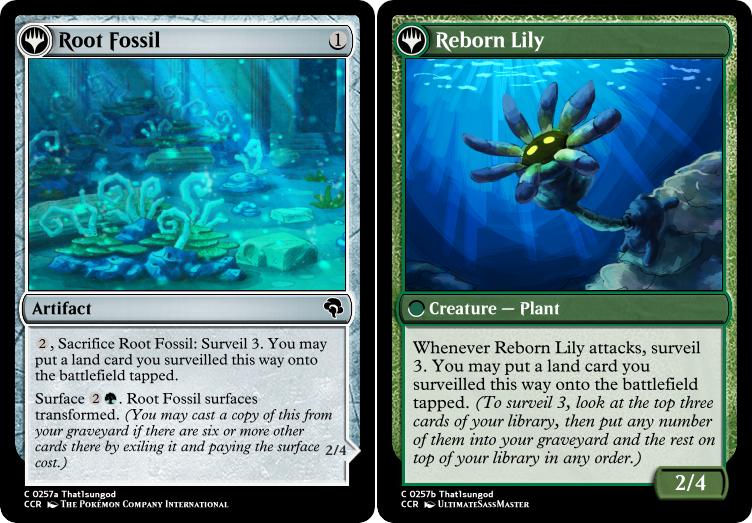 Root Fossil
1
Artifact
2, Sacrifice Root Fossil: Surveil 3. You may
put a land card you surveilled this way onto
the battlefield tapped.
Surface 2. Root Fossil surfaces
transformed. (You may cast a copy of this from
your graveyard if there are six or more other
cards there by exiling it and paying the surface
cost.)
2/4
C 0257a That1sungod
CCR The Pokémon Company International
Reborn Lily
Creature — Plant
Whenever Reborn Lily attacks, surveil
3. You may put a land card you
surveilled this way onto the battlefield
tapped. (To surveil 3, look at the top three
cards of your library, then put any number
of them into your graveyard and the rest on
top of your library in any order.)
2/4
C 0257b That1sungod
CCR UltimateSassMaster